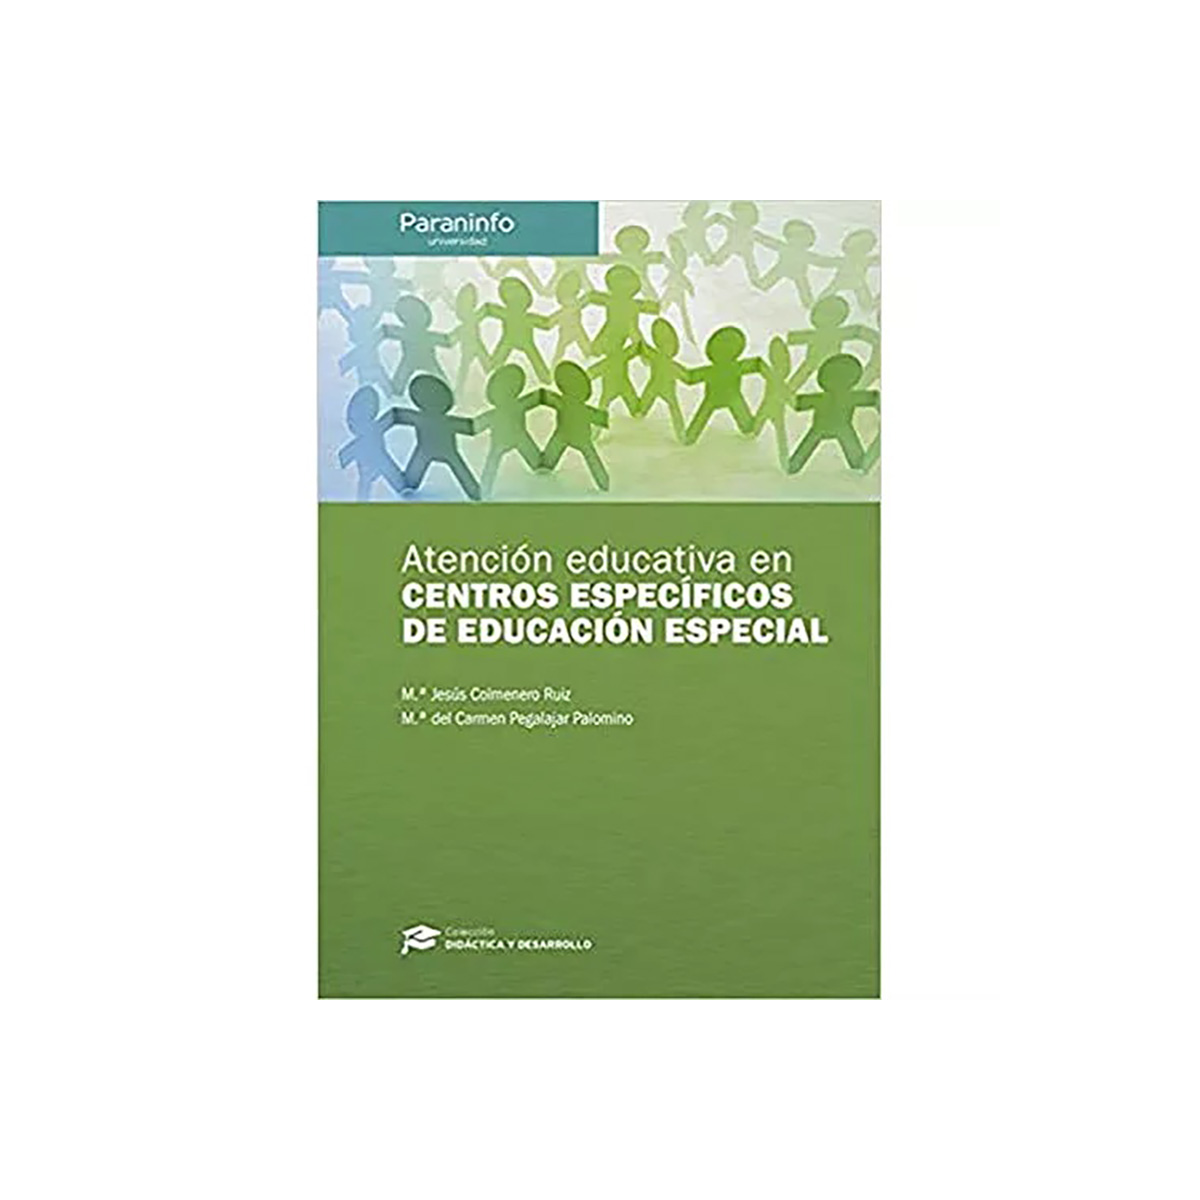 Paraninfo
universidad
Atención educativa en
CENTROS ESPECÍFICOS
DE EDUCACIÓN ESPECIAL
M.ª Jesús Colmenero Ruiz
M.ª del Carmen Pegalajar Palomino
Colección
DIDÁCTICA Y DESARROLLO